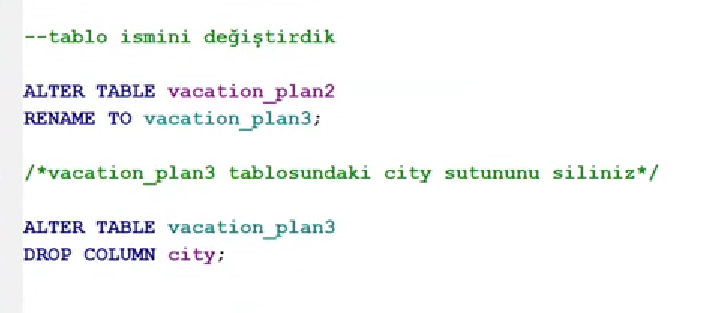 --tablo ismini değiştirdik
ALTER TABLE vacation_plan2
RENAME TO vacation_plan3;
/*vacation_plan3 tablosundaki city sutununu siliniz*/
ALTER TABLE vacation_plan3
DROP COLUMN city;